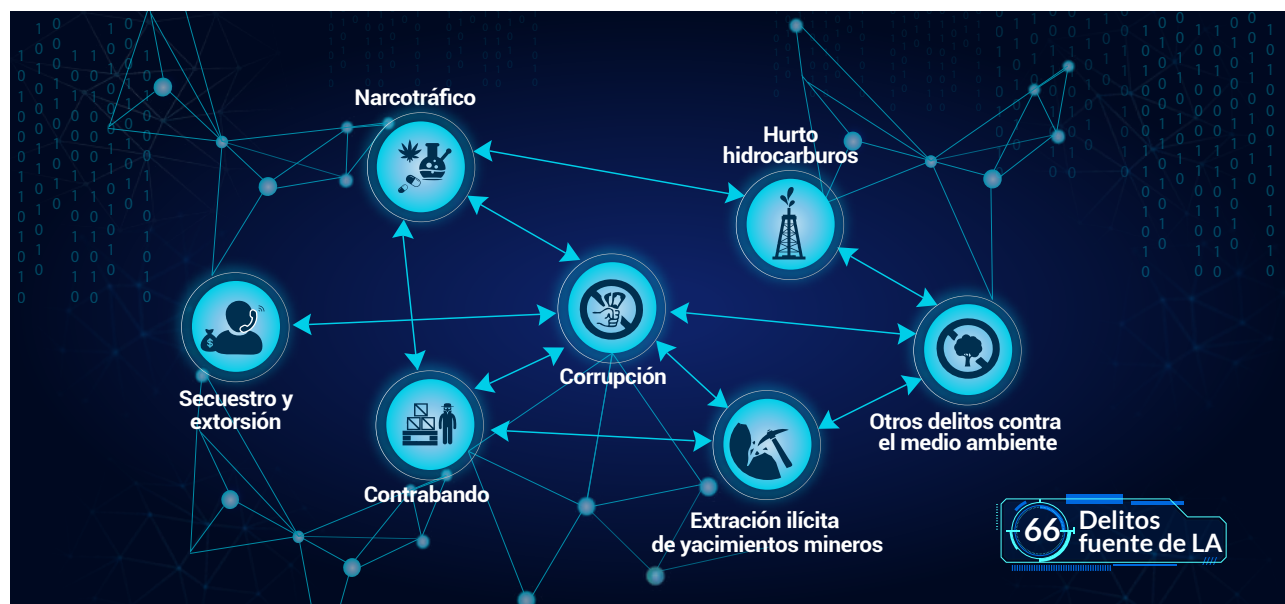 Narcotráfico
Hurto
hidrocarburos
Secuestro y
extorsión
Corrupción
Contrabando
Otros delitos contra
el medio ambiente
Extracción ilícita
de yacimientos mineros
66
Delitos
fuente de LA